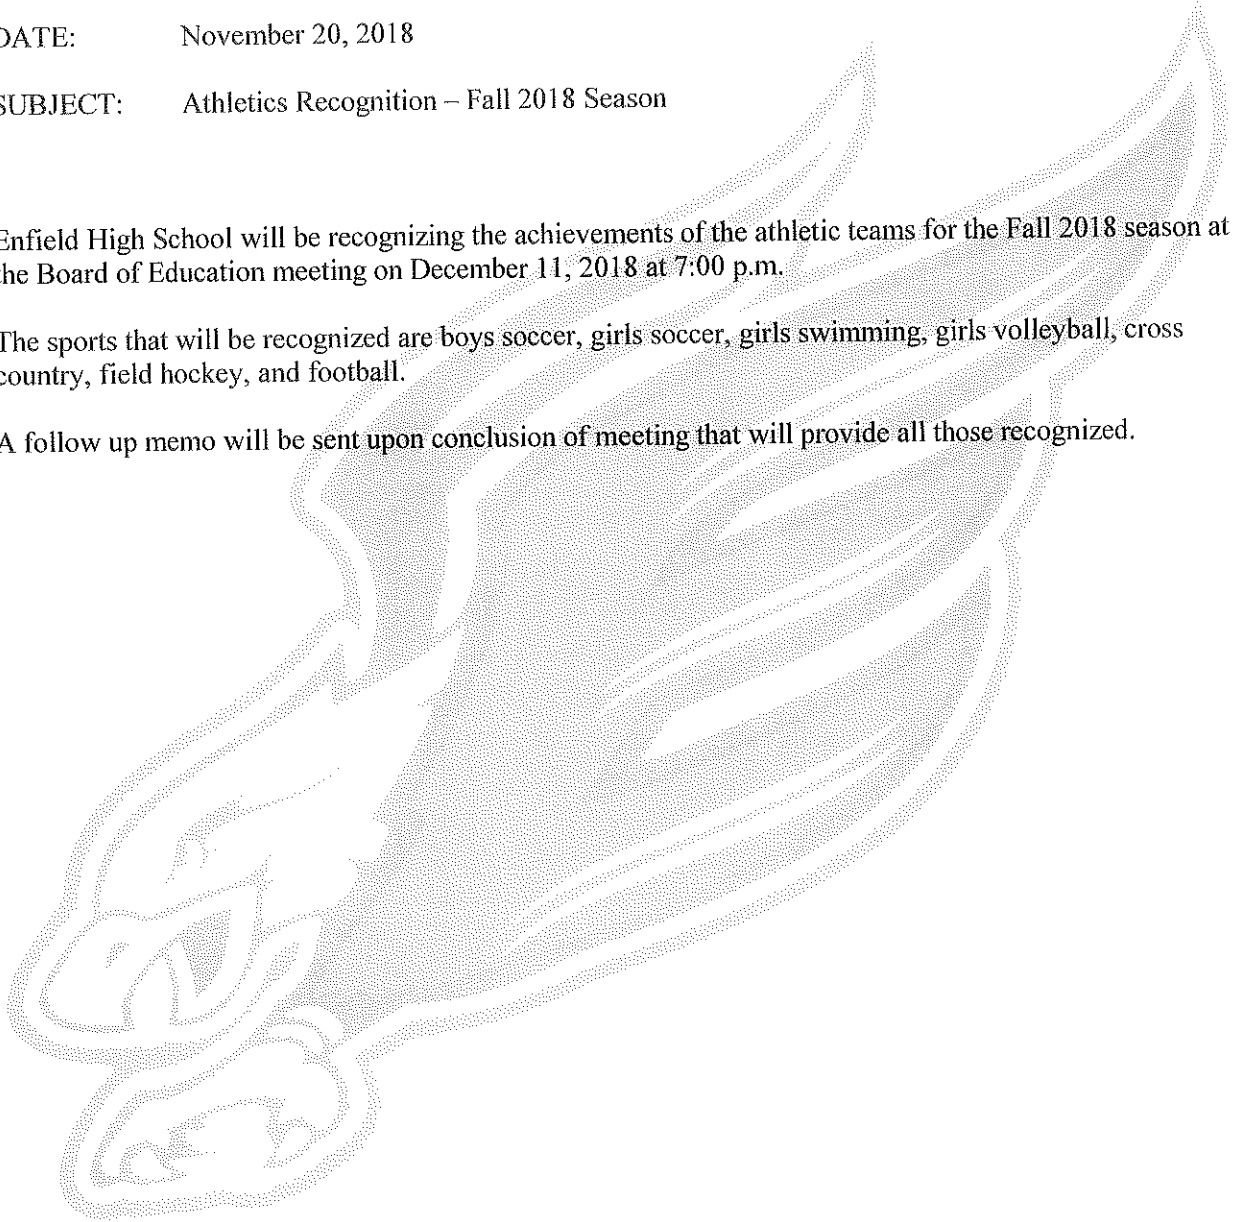 DATE: November 20, 2018
SUBJECT: Athletics Recognition – Fall 2018 Season
Enfield High School will be recognizing the achievements of the athletic teams for the Fall 2018 season at
the Board of Education meeting on December 11, 2018 at 7:00 p.m.
The sports that will be recognized are boys soccer, girls soccer, girls swimming, girls volleyball, cross
country, field hockey, and football.
A follow up memo will be sent upon conclusion of meeting that will provide all those recognized.